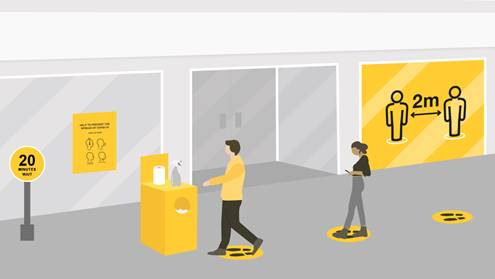 20
MINUTES
WAIT
HELP TO PREVENT THE
SPREAD OF COVID-19
2m